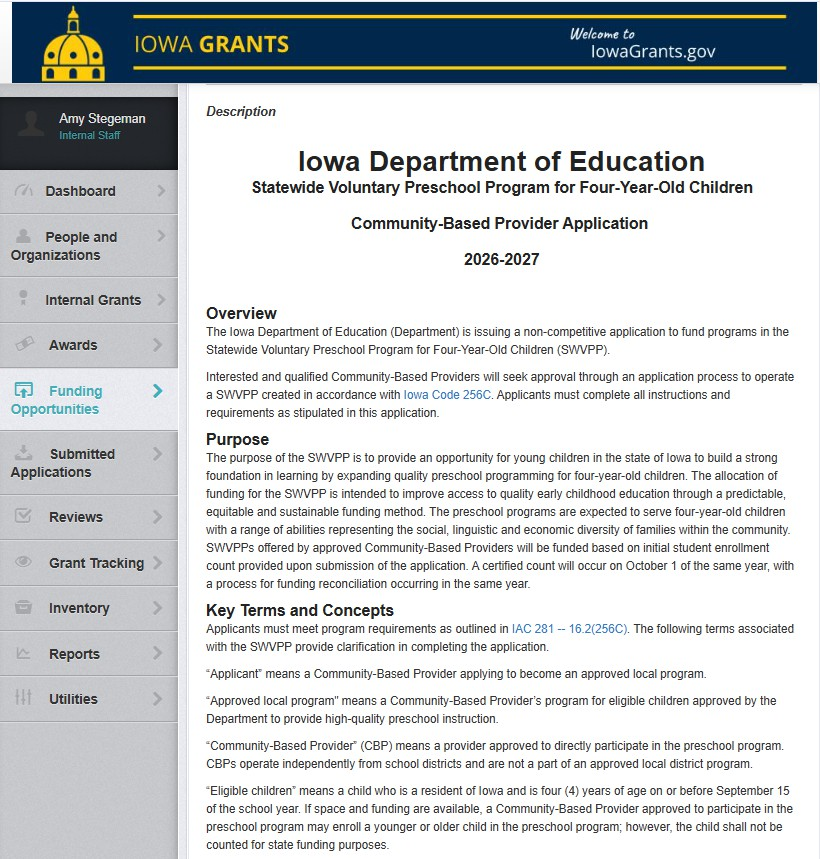 IOWA GRANTS
Welcome to
IowaGrants.gov
Amy Stegeman
Internal Staff
Dashboard
People and
Organizations
Internal Grants
Awards
Funding
Opportunities
Submitted
Applications
Reviews
Grant Tracking
Inventory
Reports
Utilities
Description
Iowa Department of Education
Statewide Voluntary Preschool Program for Four-Year-Old Children
Community-Based Provider Application
2026-2027
Overview
The Iowa Department of Education (Department) is issuing a non-competitive application to fund programs in the
Statewide Voluntary Preschool Program for Four-Year-Old Children (SWVPP).
Interested and qualified Community-Based Providers will seek approval through an application process to operate
a SWVPP created in accordance with Iowa Code 256C. Applicants must complete all instructions and
requirements as stipulated in this application.
Purpose
The purpose of the SWVPP is to provide an opportunity for young children in the state of Iowa to build a strong
foundation in learning by expanding quality preschool programming for four-year-old children. The allocation of
funding for the SWVPP is intended to improve access to quality early childhood education through a predictable,
equitable and sustainable funding method. The preschool programs are expected to serve four-year-old children
with a range of abilities representing the social, linguistic and economic diversity of families within the community.
SWVPPs offered by approved Community-Based Providers will be funded based on initial student enrollment
count provided upon submission of the application. A certified count will occur on October 1 of the same year, with
a process for funding reconciliation occurring in the same year.
Key Terms and Concepts
Applicants must meet program requirements as outlined in IAC 281 -- 16.2(256C). The following terms associated
with the SWVPP provide clarification in completing the application.
“Applicant” means a Community-Based Provider applying to become an approved local program.
“Approved local program" means a Community-Based Provider’s program for eligible children approved by the
Department to provide high-quality preschool instruction.
“Community-Based Provider” (CBP) means a provider approved to directly participate in the preschool program.
CBPs operate independently from school districts and are not a part of an approved local district program.
“Eligible children” means a child who is a resident of Iowa and is four (4) years of age on or before September 15
of the school year. If space and funding are available, a Community-Based Provider approved to participate in the
preschool program may enroll a younger or older child in the preschool program; however, the child shall not be
counted for state funding purposes.